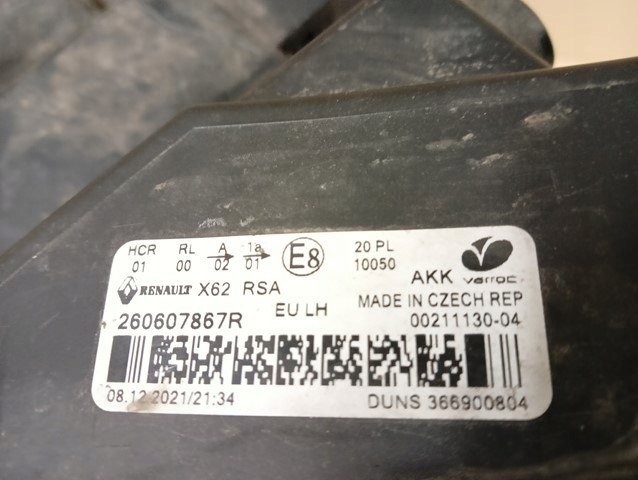 HCR RL A 1a E8 20 PL
01 00 02 01 10050 AKK varroc
RENAULT X62 RSA MADE IN CZECH REP
260607867R EU LH 00211130-04
08.12.2021/21:34 DUNS 366900804